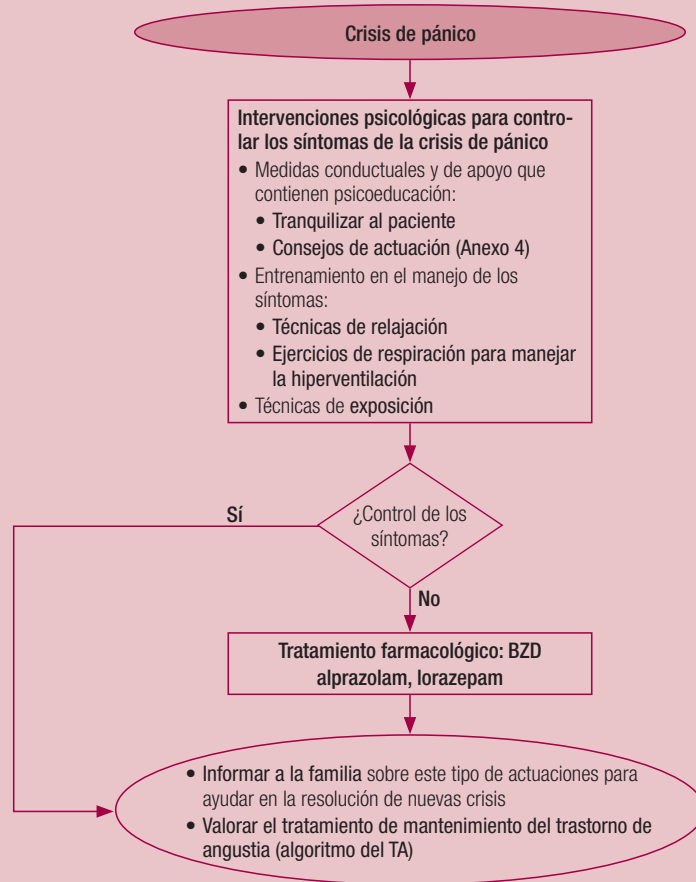 Crisis de pánico
Intervenciones psicológicas para contro-
lar los síntomas de la crisis de pánico
• Medidas conductuales y de apoyo que
contienen psicoeducación:
• Tranquilizar al paciente
• Consejos de actuación (Anexo 4)
• Entrenamiento en el manejo de los
síntomas:
• Técnicas de relajación
• Ejercicios de respiración para manejar
la hiperventilación
• Técnicas de exposición
¿Control de los
síntomas?
Sí
No
Tratamiento farmacológico: BZD
alprazolam, lorazepam
• Informar a la familia sobre este tipo de actuaciones para
ayudar en la resolución de nuevas crisis
• Valorar el tratamiento de mantenimiento del trastorno de
angustia (algoritmo del TA)